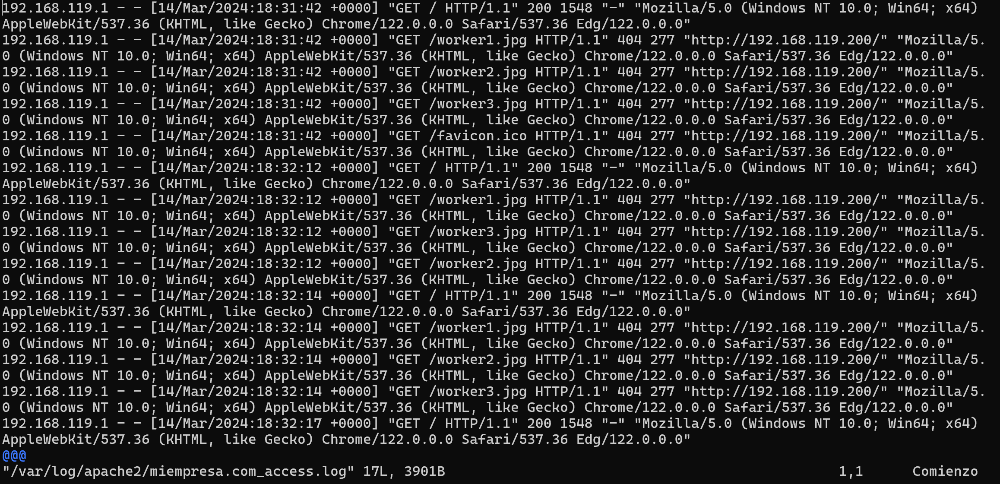 192.168.119.1 - - [14/Mar/2024:18:31:42 +0000] "GET / HTTP/1.1" 200 1548 "-" "Mozilla/5.0 (Windows NT 10.0; Win64; x64)
AppleWebKit/537.36 (KHTML, like Gecko) Chrome/122.0.0.0 Safari/537.36 Edg/122.0.0.0"
192.168.119.1 - - [14/Mar/2024:18:31:42 +0000] "GET /worker1.jpg HTTP/1.1" 404 277 "http://192.168.119.200/" "Mozilla/5.
0 (Windows NT 10.0; Win64; x64) AppleWebKit/537.36 (KHTML, like Gecko) Chrome/122.0.0.0 Safari/537.36 Edg/122.0.0.0"
192.168.119.1 - - [14/Mar/2024:18:31:42 +0000] "GET /worker2.jpg HTTP/1.1" 404 277 "http://192.168.119.200/" "Mozilla/5.
0 (Windows NT 10.0; Win64; x64) AppleWebKit/537.36 (KHTML, like Gecko) Chrome/122.0.0.0 Safari/537.36 Edg/122.0.0.0"
192.168.119.1 - - [14/Mar/2024:18:31:42 +0000] "GET /worker3.jpg HTTP/1.1" 404 277 "http://192.168.119.200/" "Mozilla/5.
0 (Windows NT 10.0; Win64; x64) AppleWebKit/537.36 (KHTML, like Gecko) Chrome/122.0.0.0 Safari/537.36 Edg/122.0.0.0"
192.168.119.1 - - [14/Mar/2024:18:31:42 +0000] "GET /favicon.ico HTTP/1.1" 404 277 "http://192.168.119.200/" "Mozilla/5.
0 (Windows NT 10.0; Win64; x64) AppleWebKit/537.36 (KHTML, like Gecko) Chrome/122.0.0.0 Safari/537.36 Edg/122.0.0.0"
192.168.119.1 - - [14/Mar/2024:18:32:12 +0000] "GET / HTTP/1.1" 200 1548 "-" "Mozilla/5.0 (Windows NT 10.0; Win64; x64)
AppleWebKit/537.36 (KHTML, like Gecko) Chrome/122.0.0.0 Safari/537.36 Edg/122.0.0.0"
192.168.119.1 - - [14/Mar/2024:18:32:12 +0000] "GET /worker1.jpg HTTP/1.1" 404 277 "http://192.168.119.200/" "Mozilla/5.
0 (Windows NT 10.0; Win64; x64) AppleWebKit/537.36 (KHTML, like Gecko) Chrome/122.0.0.0 Safari/537.36 Edg/122.0.0.0"
192.168.119.1 - - [14/Mar/2024:18:32:12 +0000] "GET /worker3.jpg HTTP/1.1" 404 277 "http://192.168.119.200/" "Mozilla/5.
0 (Windows NT 10.0; Win64; x64) AppleWebKit/537.36 (KHTML, like Gecko) Chrome/122.0.0.0 Safari/537.36 Edg/122.0.0.0"
192.168.119.1 - - [14/Mar/2024:18:32:12 +0000] "GET /worker2.jpg HTTP/1.1" 404 277 "http://192.168.119.200/" "Mozilla/5.
0 (Windows NT 10.0; Win64; x64) AppleWebKit/537.36 (KHTML, like Gecko) Chrome/122.0.0.0 Safari/537.36 Edg/122.0.0.0"
192.168.119.1 - - [14/Mar/2024:18:32:14 +0000] "GET / HTTP/1.1" 200 1548 "-" "Mozilla/5.0 (Windows NT 10.0; Win64; x64)
AppleWebKit/537.36 (KHTML, like Gecko) Chrome/122.0.0.0 Safari/537.36 Edg/122.0.0.0"
192.168.119.1 - - [14/Mar/2024:18:32:14 +0000] "GET /worker1.jpg HTTP/1.1" 404 277 "http://192.168.119.200/" "Mozilla/5.
0 (Windows NT 10.0; Win64; x64) AppleWebKit/537.36 (KHTML, like Gecko) Chrome/122.0.0.0 Safari/537.36 Edg/122.0.0.0"
192.168.119.1 - - [14/Mar/2024:18:32:14 +0000] "GET /worker2.jpg HTTP/1.1" 404 277 "http://192.168.119.200/" "Mozilla/5.
0 (Windows NT 10.0; Win64; x64) AppleWebKit/537.36 (KHTML, like Gecko) Chrome/122.0.0.0 Safari/537.36 Edg/122.0.0.0"
192.168.119.1 - - [14/Mar/2024:18:32:14 +0000] "GET /worker3.jpg HTTP/1.1" 404 277 "http://192.168.119.200/" "Mozilla/5.
0 (Windows NT 10.0; Win64; x64) AppleWebKit/537.36 (KHTML, like Gecko) Chrome/122.0.0.0 Safari/537.36 Edg/122.0.0.0"
192.168.119.1 - - [14/Mar/2024:18:32:17 +0000] "GET / HTTP/1.1" 200 1548 "-" "Mozilla/5.0 (Windows NT 10.0; Win64; x64)
AppleWebKit/537.36 (KHTML, like Gecko) Chrome/122.0.0.0 Safari/537.36 Edg/122.0.0.0"
@@@
"/var/log/apache2/miempresa.com_access.log" 17L, 3901B 1,1 Comienzo